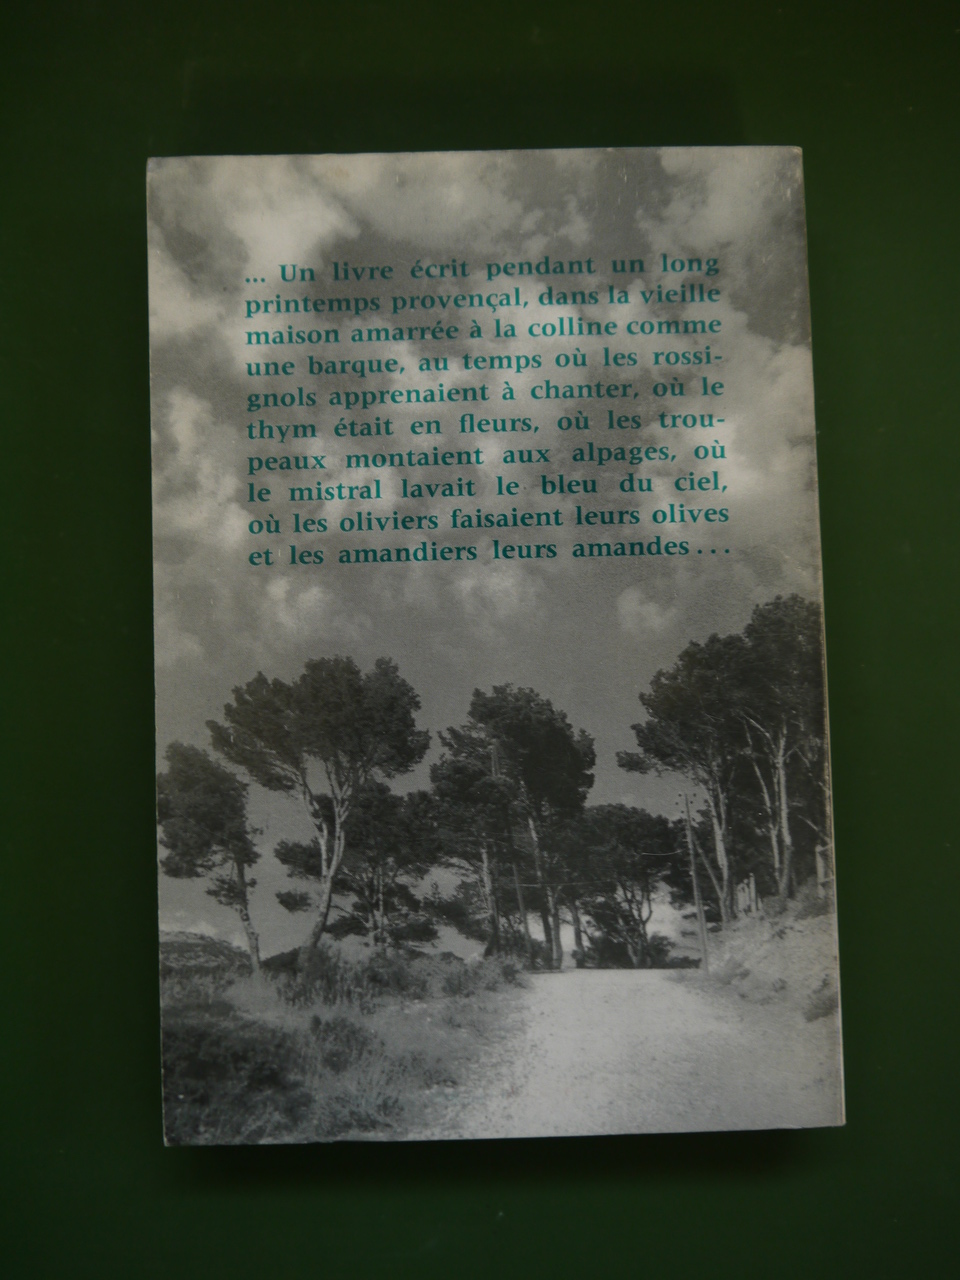 ... Un livre écrit pendant un long
printemps provençal, dans la vieille
maison amarrée à la colline comme
une barque, au temps où les rossi-
gnols apprenaient à chanter, où le
thym était en fleurs, où les trou-
peaux montaient aux alpages, où
le mistral lavait le bleu du ciel,
où les oliviers faisaient leurs olives
et les amandiers leurs amandes...